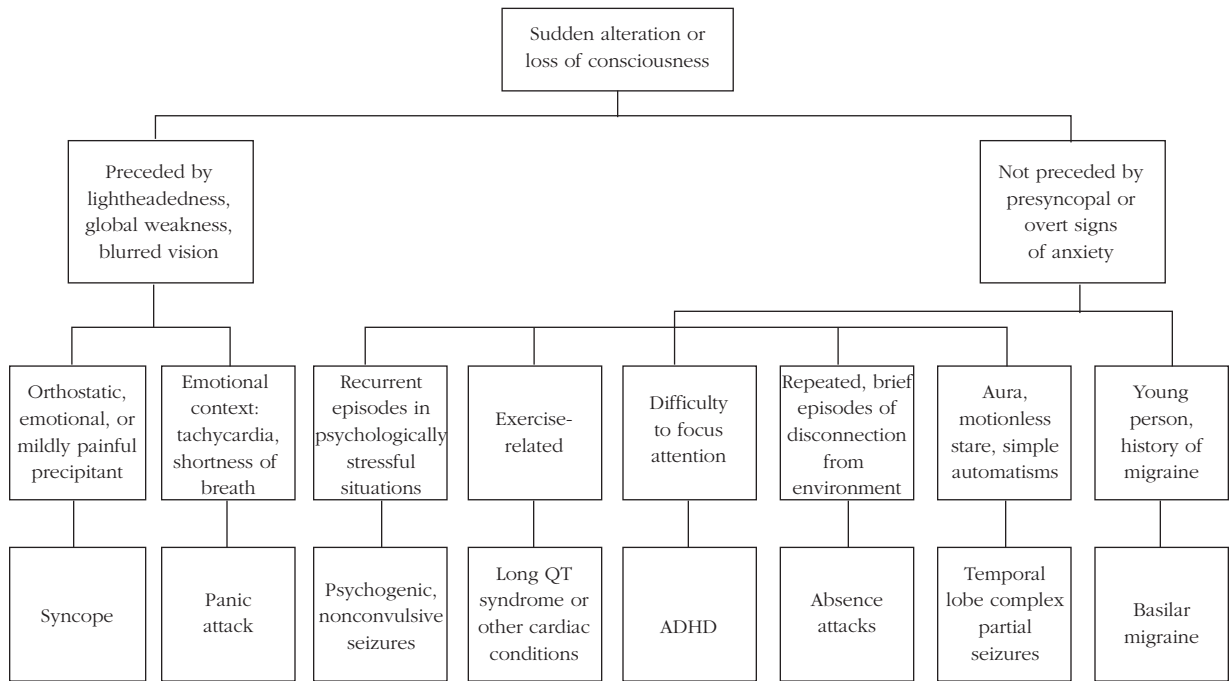 Sudden alteration or
loss of consciousness
Preceded by
lightheadedness,
global weakness,
blurred vision
Not preceded by
presyncopal or
overt signs
of anxiety
Orthostatic,
emotional, or
mildly painful
precipitant
Emotional
context:
tachycardia,
shortness of
breath
Recurrent
episodes in
psychologically
stressful
situations
Exercise-
related
Difficulty
to focus
attention
Repeated, brief
episodes of
disconnection
from
environment
Aura,
motionless
stare, simple
automatisms
Young
person,
history of
migraine
Syncope
Panic
attack
Psychogenic,
nonconvulsive
seizures
Long QT
syndrome or
other cardiac
conditions
ADHD
Absence
attacks
Temporal
lobe complex
partial
seizures
Basilar
migraine